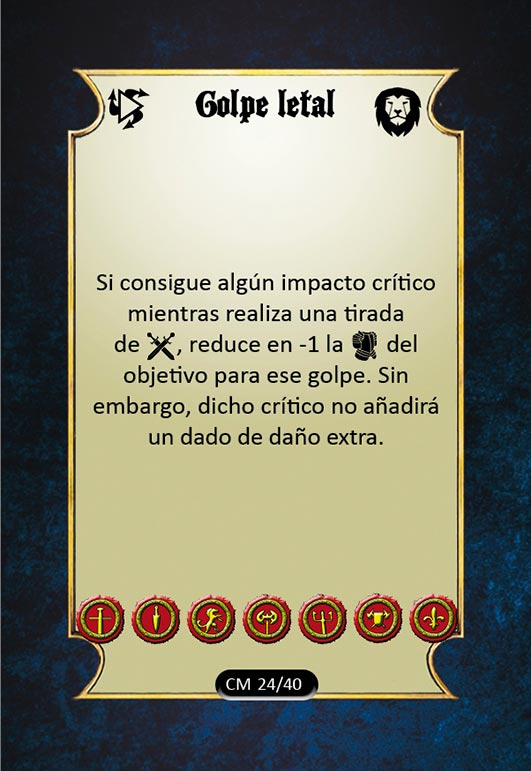 Golpe letal
Si consigue algún impacto crítico
mientras realiza una tirada
de , reduce en -1 la del
objetivo para ese golpe. Sin
embargo, dicho crítico no añadirá
un dado de daño extra.
CM 24/40